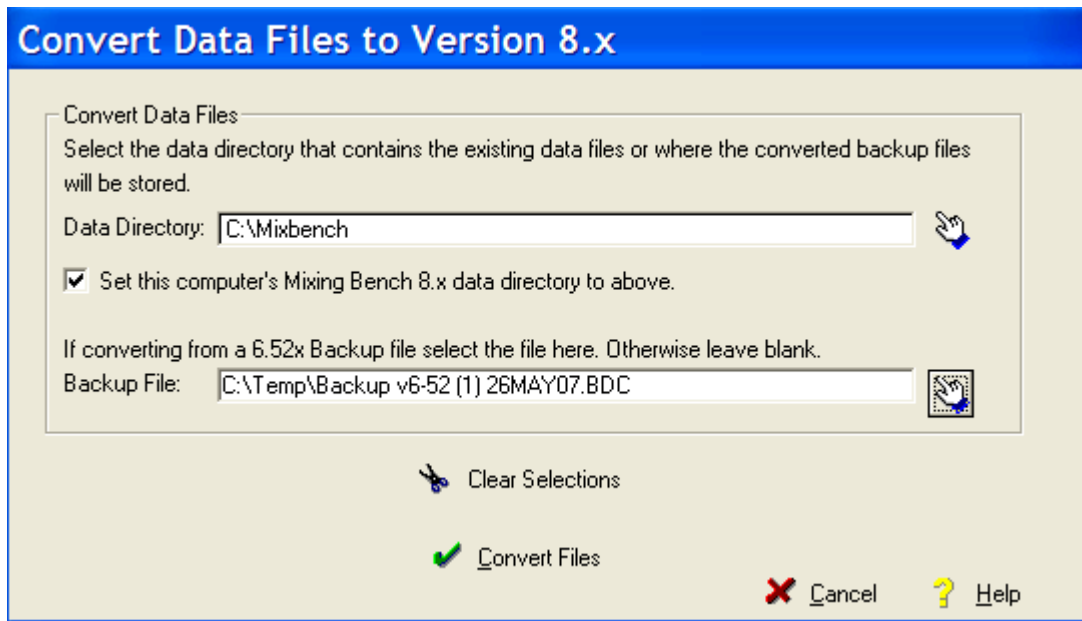 Convert Data Files to Version 8.x
Convert Data Files
Select the data directory that contains the existing data files or where the converted backup files
will be stored.
Data Directory: C:\Mixbench
Set this computer's Mixing Bench 8.x data directory to above.
If converting from a 6.52x Backup file select the file here. Otherwise leave blank.
Backup File: C:\Temp\Backup v6-52 (1) 26MAY07.BDC
Clear Selections
Convert Files
Cancel Help